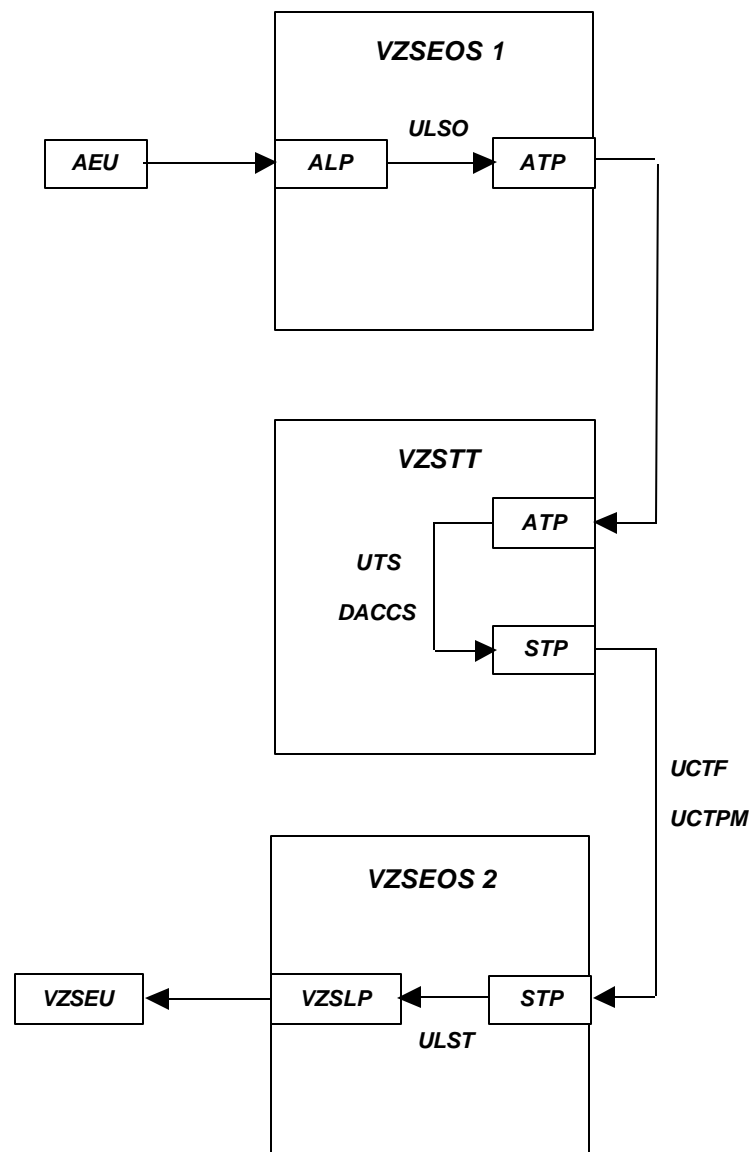 VZSEOS 1
ULSO
AEU
ALP
ATP
VZSTT
ATP
UTS
DACCS
STP
UCTF
UCTPM
VZSEOS 2
VZSEU
VZSLP
STP
ULST